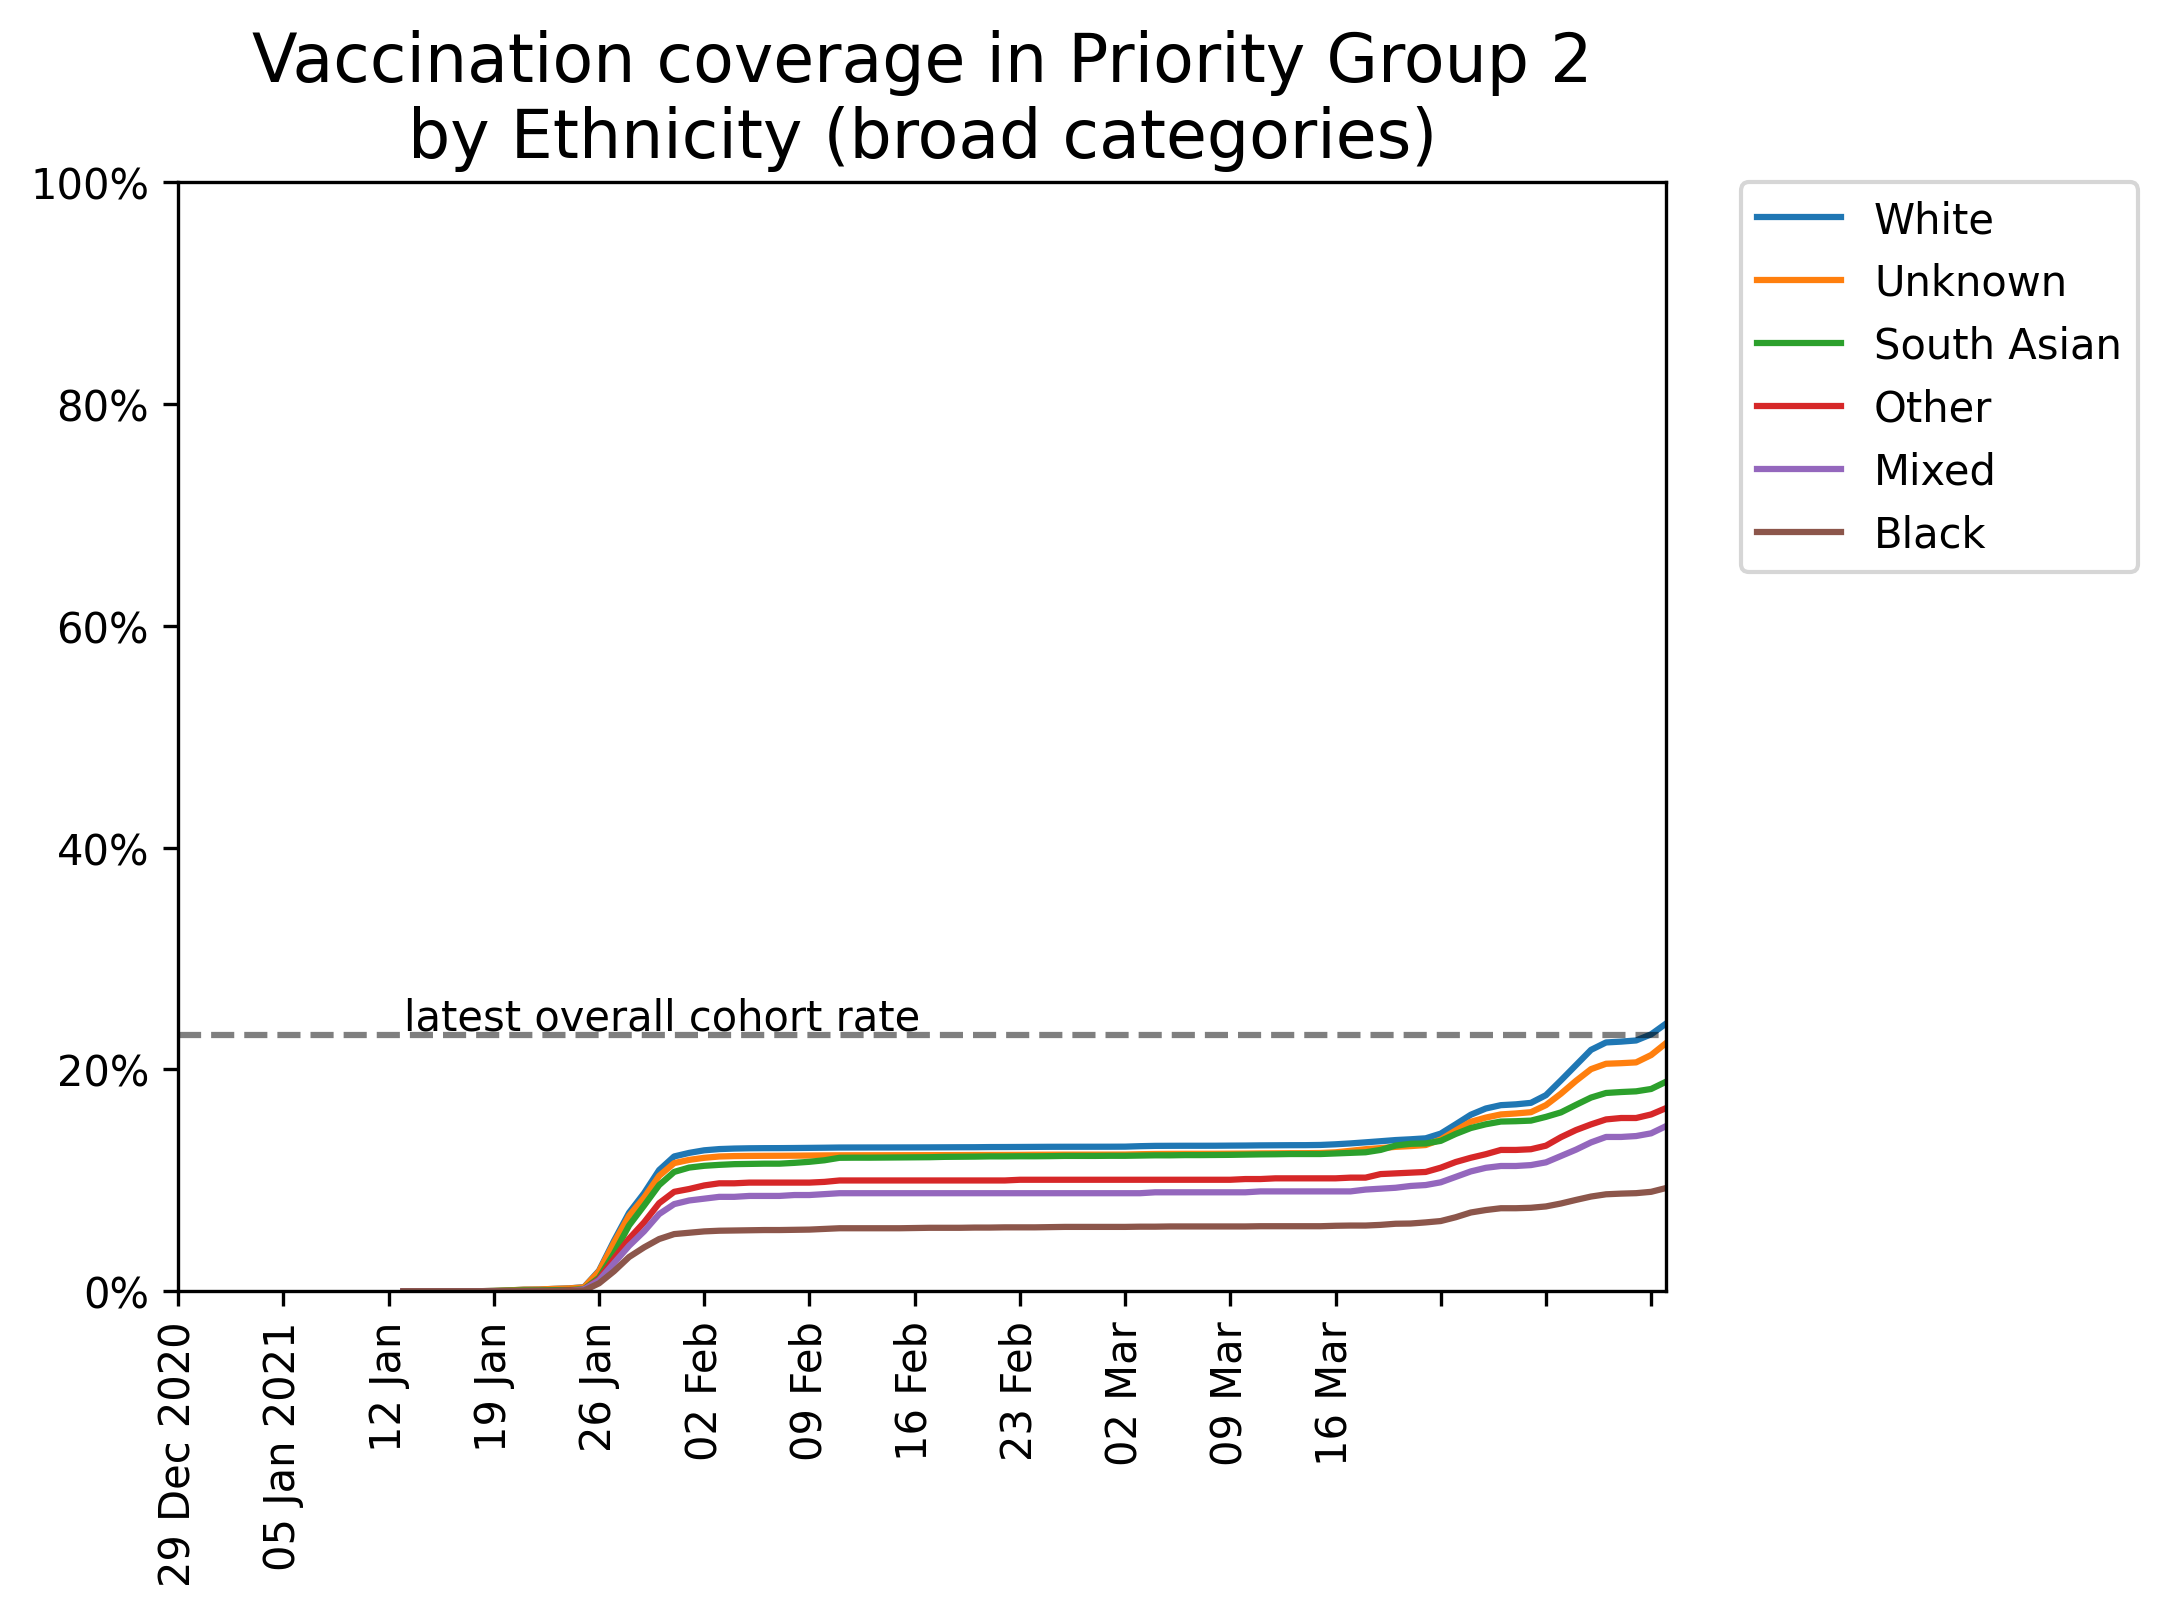 Vaccination coverage in Priority Group 2
by Ethnicity (broad categories)
100%
80%
60%
40%
20%
0%
latest overall cohort rate
29 Dec 2020
05 Jan 2021
12 Jan
19 Jan
26 Jan
02 Feb
09 Feb
16 Feb
23 Feb
02 Mar
09 Mar
16 Mar
White
Unknown
South Asian
Other
Mixed
Black